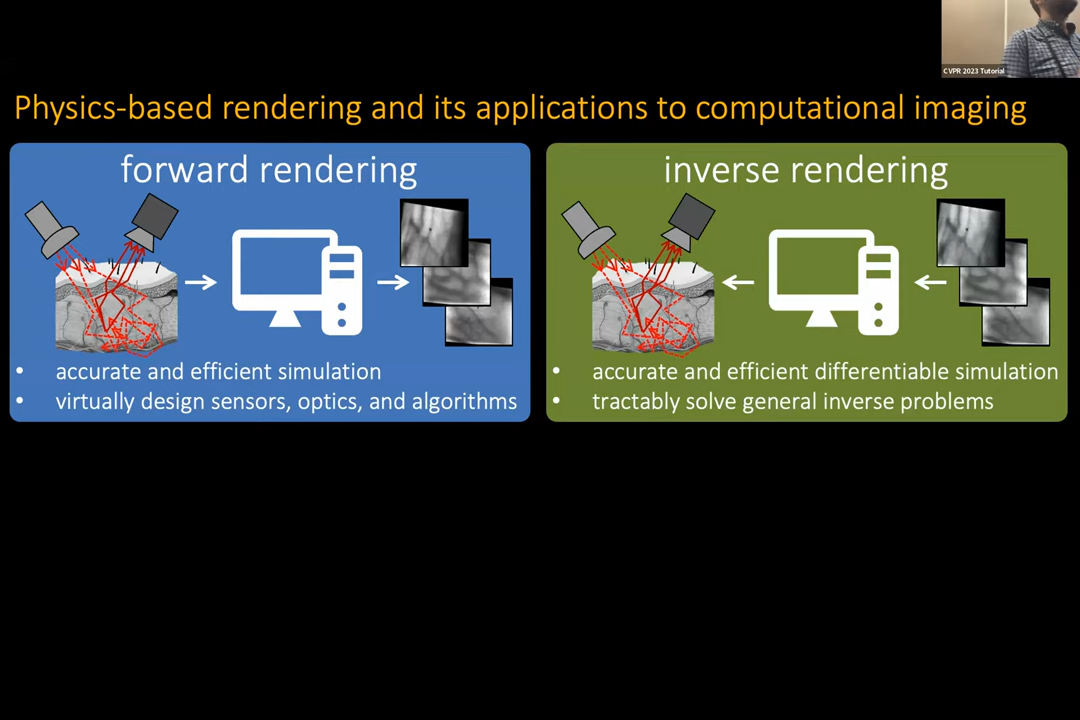 CVPR 2023 Tutorial
Physics-based rendering and its applications to computational imaging
forward rendering
• accurate and efficient simulation
• virtually design sensors, optics, and algorithms
inverse rendering
• accurate and efficient differentiable simulation
• tractably solve general inverse problems